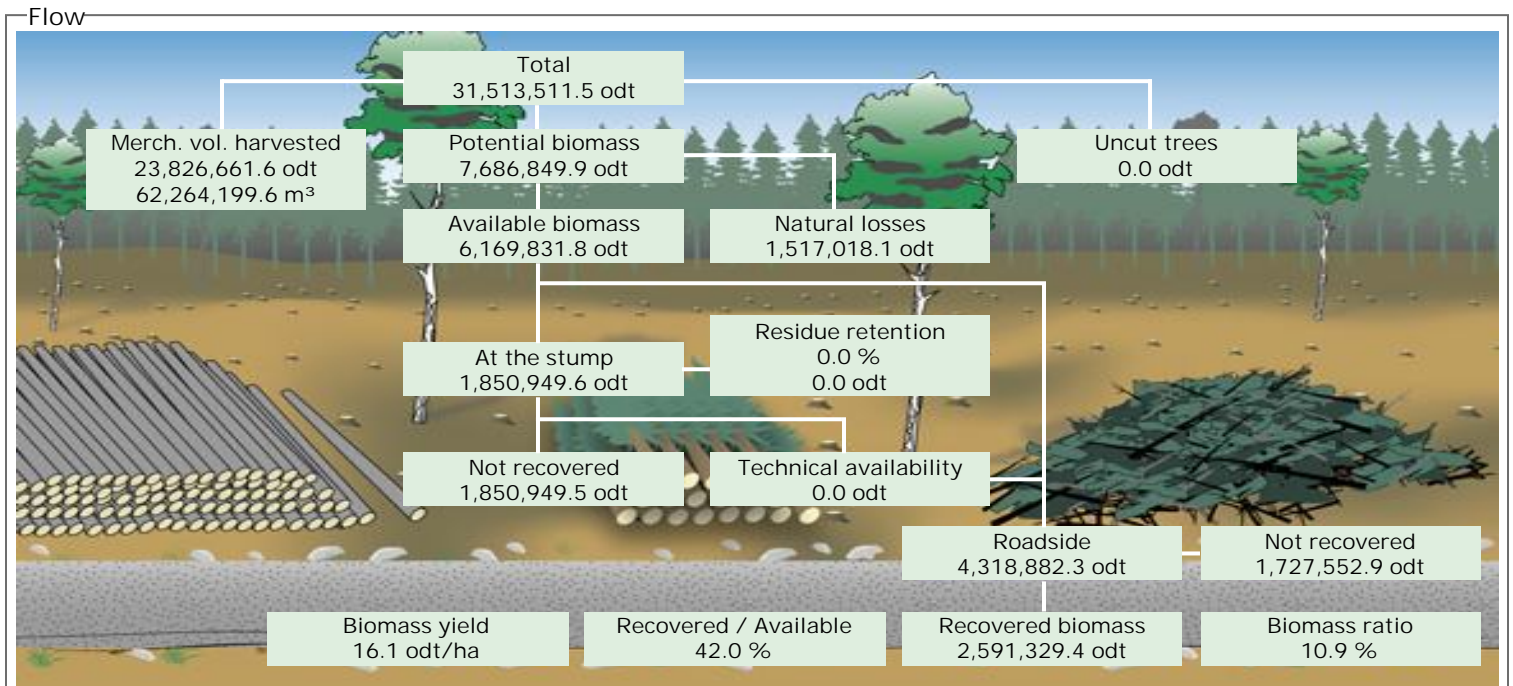 Flow
Total
31,513,511.5 odt
Merch. vol. harvested
23,826,661.6 odt
62,264,199.6 m³
Potential biomass
7,686,849.9 odt
Uncut trees
0.0 odt
Available biomass
6,169,831.8 odt
Natural losses
1,517,018.1 odt
Residue retention
0.0 %
0.0 odt
At the stump
1,850,949.6 odt
Not recovered
1,850,949.5 odt
Technical availability
0.0 odt
Roadside
4,318,882.3 odt
Not recovered
1,727,552.9 odt
Biomass yield
16.1 odt/ha
Recovered / Available
42.0 %
Recovered biomass
2,591,329.4 odt
Biomass ratio
10.9 %